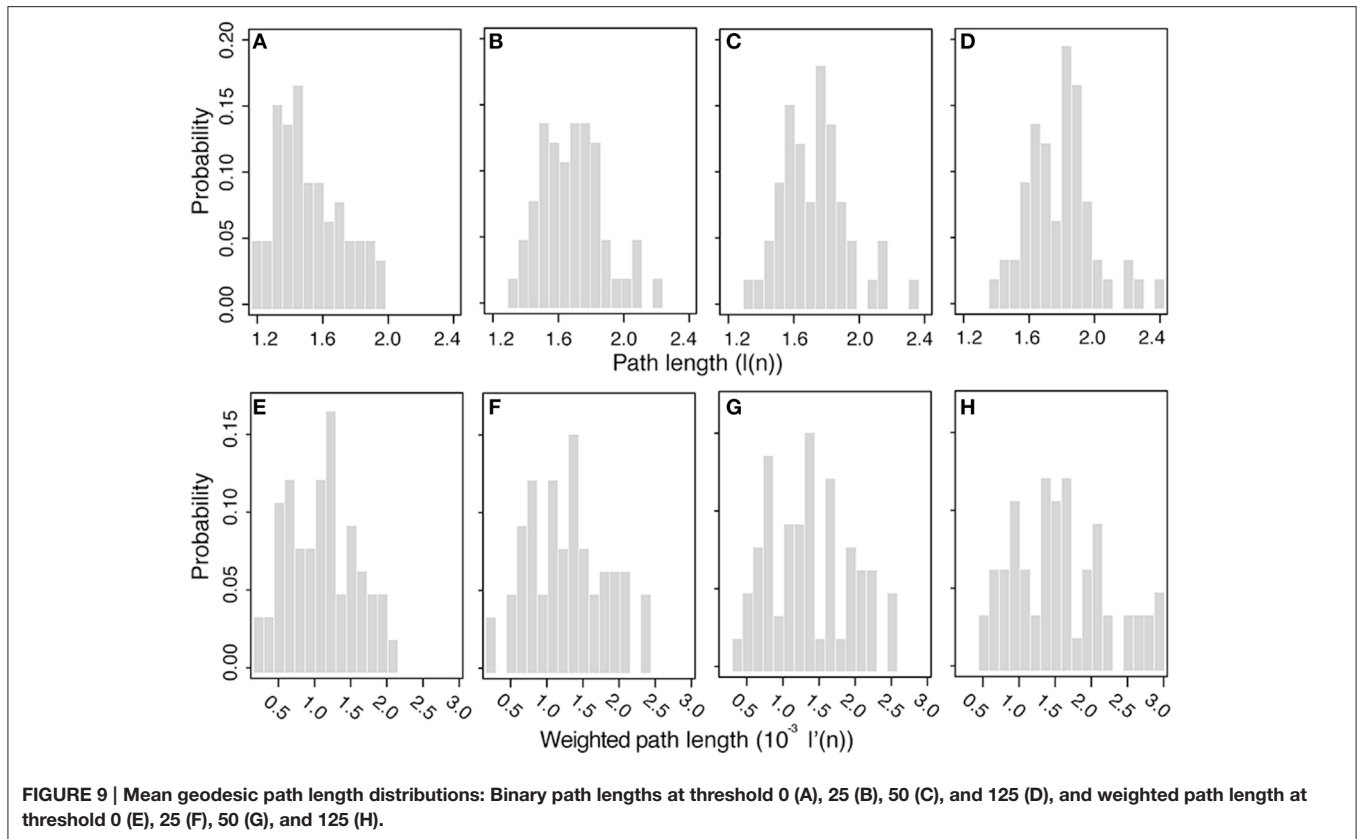 A B C D
Probability
0.20
0.15
0.10
0.05
0.00
1.2 1.6 2.0 2.4 1.2 1.6 2.0 2.4 1.2 1.6 2.0 2.4 1.2 1.6 2.0 2.4
Path length (l(n))
E F G H
Probability
0.15
0.10
0.05
0.00
0.5 1.0 1.5 2.0 2.5 3.0 0.5 1.0 1.5 2.0 2.5 3.0 0.5 1.0 1.5 2.0 2.5 3.0 0.5 1.0 1.5 2.0 2.5 3.0
Weighted path length (10⁻³ l'(n))
FIGURE 9 | Mean geodesic path length distributions: Binary path lengths at threshold 0 (A), 25 (B), 50 (C), and 125 (D), and weighted path length at
threshold 0 (E), 25 (F), 50 (G), and 125 (H).